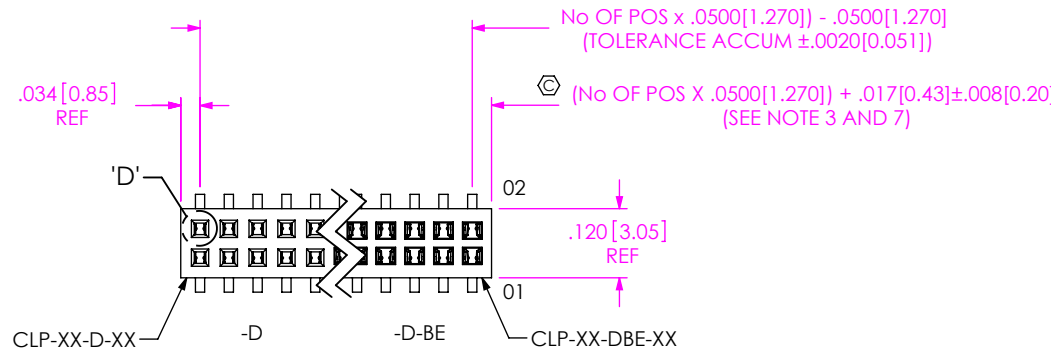 No OF POS x .0500[1.270]) - .0500[1.270]
(TOLERANCE ACCUM ±.0020[0.051])
.034[0.85]
REF
C
(No OF POS X .0500[1.270]) + .017[0.43]±.008[0.20]
(SEE NOTE 3 AND 7)
'D'
02
.120[3.05]
REF
01
CLP-XX-D-XX
-D
-D-BE
CLP-XX-DBE-XX